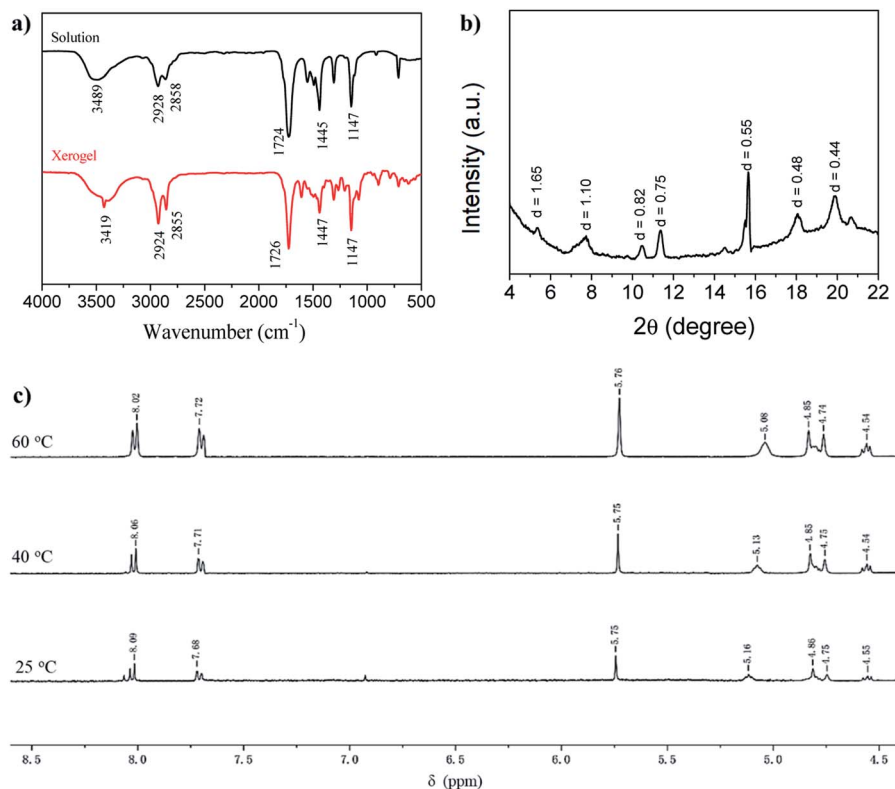 a)
Solution
3489
2928
2858
1724
1445
1147
Xerogel
3419
2924
2855
1726
1447
1147
4000 3500 3000 2500 2000 1500 1000 500
Wavenumber (cm⁻¹)
b)
Intensity (a.u.)
d = 1.65
d = 1.10
d = 0.82
d = 0.75
d = 0.55
d = 0.48
d = 0.44
4 6 8 10 12 14 16 18 20 22
2θ (degree)
c)
60 °C
8.02
7.72
5.76
5.08
4.85
4.74
4.54
40 °C
8.06
7.71
5.75
5.13
4.85
4.75
4.54
25 °C
8.09
7.68
5.75
5.16
4.86
4.75
4.55
8.5 8.0 7.5 7.0 6.5 6.0 5.5 5.0 4.5
δ (ppm)